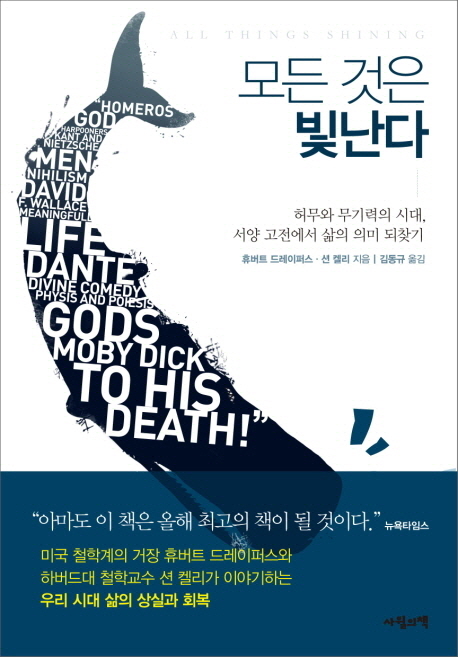 ALL THINGS SHINING
모든 것은
빛난다
허무와 무기력의 시대,
서양 고전에서 삶의 의미 되찾기
휴버트 드레이퍼스 · 션 켈리 지음 | 김동규 옮김
“HOMEROS
GOD
HARPOONERS
KANT AND
NIETZSCHE
MEN
NIHILISM
DAVID
F. WALLACE
MEANINGFULL
LIFE
DANTE
DIVINE COMEDY
PHYSIS AND POIESIS
GODS
MOBY DICK
TO HIS
DEATH!”
“아마도 이 책은 올해 최고의 책이 될 것이다.” 뉴욕타임스
미국 철학계의 거장 휴버트 드레이퍼스와
하버드대 철학교수 션 켈리가 이야기하는
우리 시대 삶의 상실과 회복
사월의책